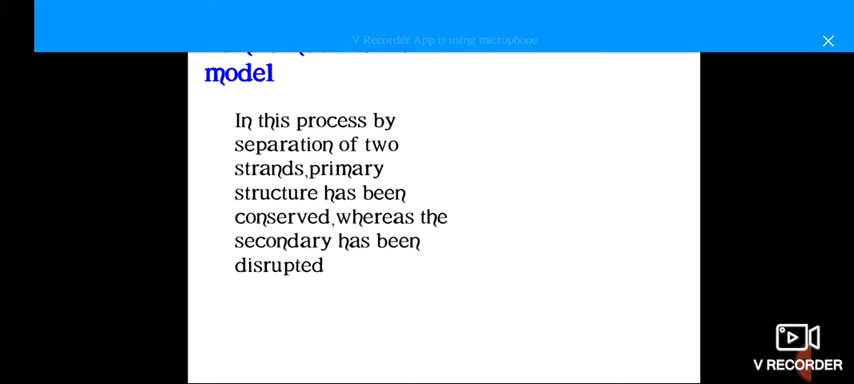 V Recorder App is using microphone
model
In this process by
separation of two
strands,primary
structure has been
conserved,whereas the
secondary has been
disrupted
V RECORDER